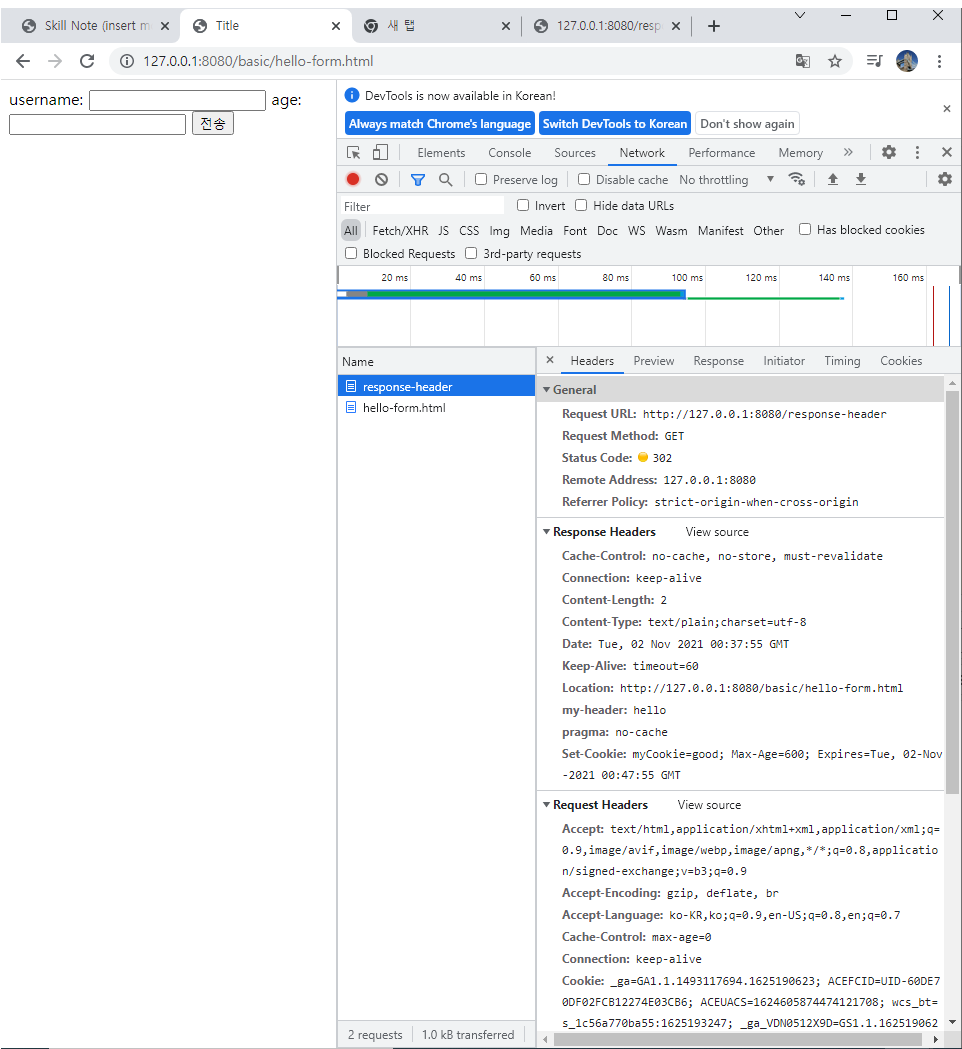 Skill Note (insert m
Title
새 탭
127.0.0.1:8080/resp
127.0.0.1:8080/basic/hello-form.html
username: age:
전송
DevTools is now available in Korean!
Always match Chrome's language Switch DevTools to Korean Don't show again
Elements Console Sources Network Performance Memory
Preserve log Disable cache No throttling
Filter Invert Hide data URLs
All Fetch/XHR JS CSS Img Media Font Doc WS Wasm Manifest Other Has blocked cookies
Blocked Requests 3rd-party requests
20 ms 40 ms 60 ms 80 ms 100 ms 120 ms 140 ms 160 ms
Name
response-header
hello-form.html
Headers Preview Response Initiator Timing Cookies
General
Request URL: http://127.0.0.1:8080/response-header
Request Method: GET
Status Code: 302
Remote Address: 127.0.0.1:8080
Referrer Policy: strict-origin-when-cross-origin
Response Headers View source
Cache-Control: no-cache, no-store, must-revalidate
Connection: keep-alive
Content-Length: 2
Content-Type: text/plain;charset=utf-8
Date: Tue, 02 Nov 2021 00:37:55 GMT
Keep-Alive: timeout=60
Location: http://127.0.0.1:8080/basic/hello-form.html
my-header: hello
pragma: no-cache
Set-Cookie: myCookie=good; Max-Age=600; Expires=Tue, 02-Nov
-2021 00:47:55 GMT
Request Headers View source
Accept: text/html,application/xhtml+xml,application/xml;q=
0.9,image/avif,image/webp,image/apng,*/*;q=0.8,applicatio
n/signed-exchange;v=b3;q=0.9
Accept-Encoding: gzip, deflate, br
Accept-Language: ko-KR,ko;q=0.9,en-US;q=0.8,en;q=0.7
Cache-Control: max-age=0
Connection: keep-alive
Cookie: _ga=GA1.1.1493117694.1625190623; ACEFCID=UID-60DE7
0DF02FCB12274E03CB6; ACEUACS=1624605874474121708; wcs_bt=
s_1c56a770ba55:1625193247; _ga_VDN0512X9D=GS1.1.162519062
2 requests 1.0 kB transferred